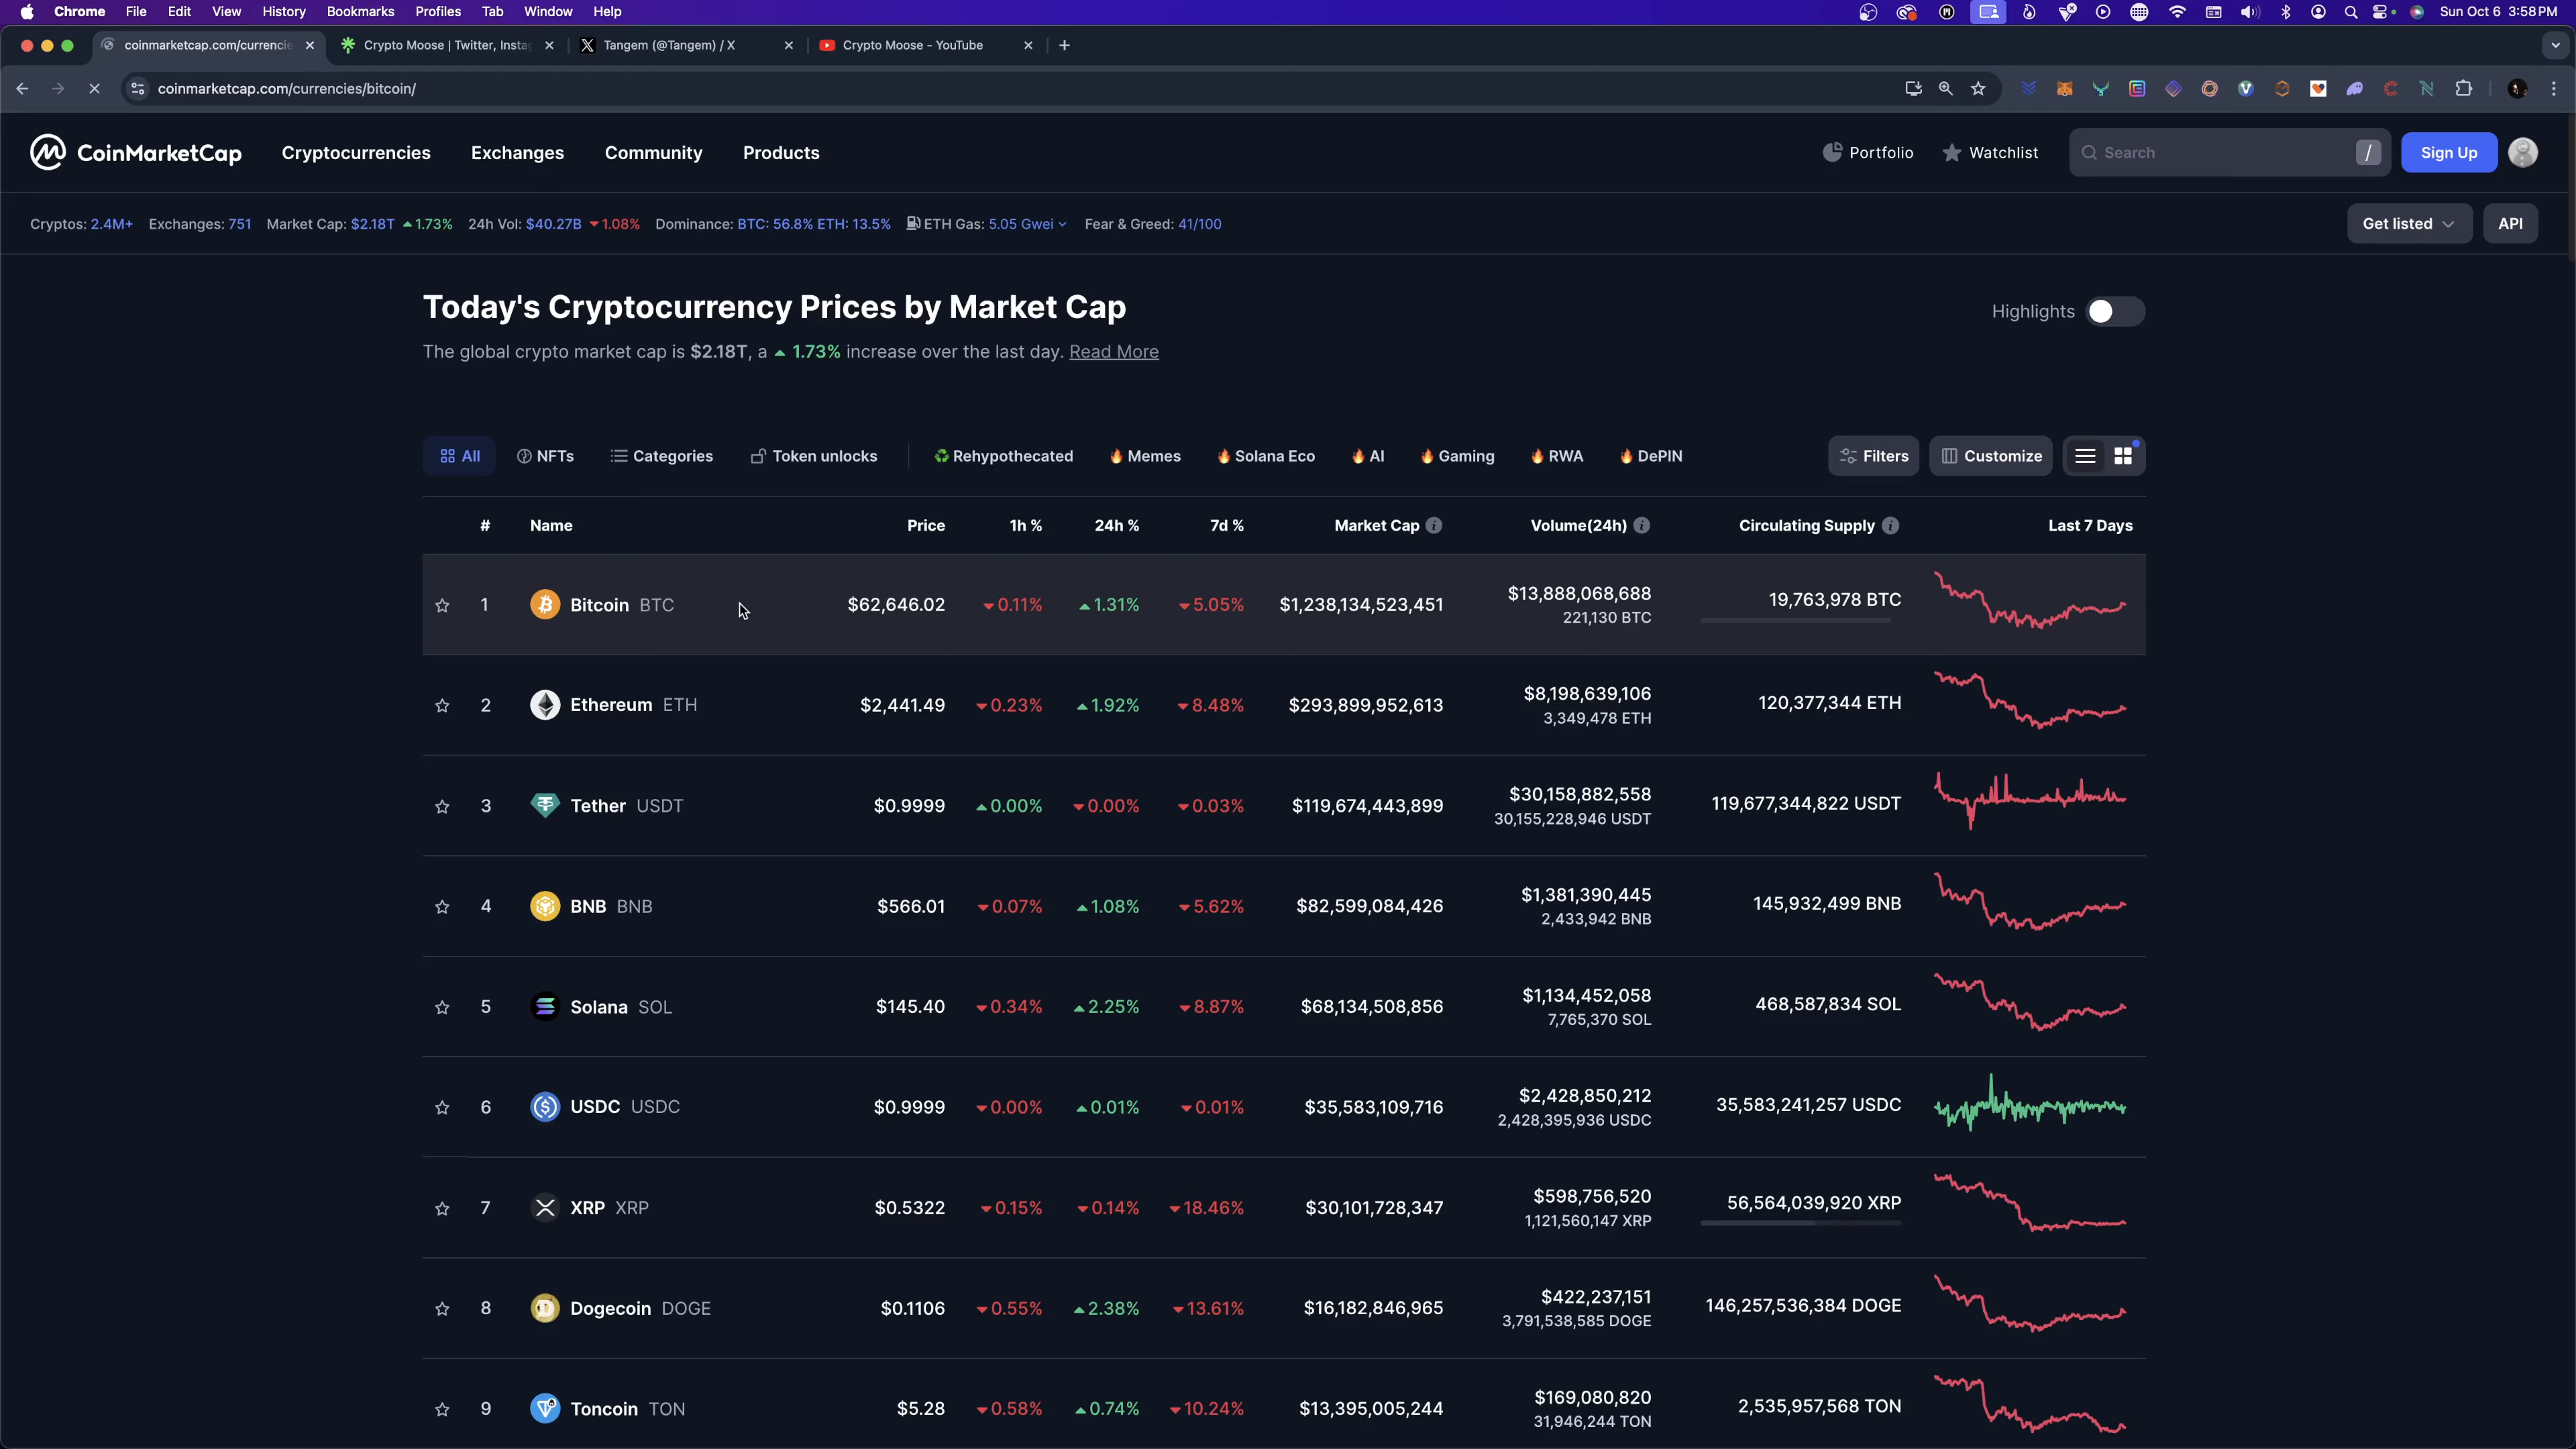 Chrome File Edit View History Bookmarks Profiles Tab Window Help Sun Oct 6 3:58 PM
coinmarketcap.com/currencie Crypto Moose | Twitter, Insta Tangem (@Tangem) / X Crypto Moose - YouTube
coinmarketcap.com/currencies/bitcoin/
CoinMarketCap Cryptocurrencies Exchanges Community Products Portfolio Watchlist Search / Sign Up
Cryptos: 2.4M+ Exchanges: 751 Market Cap: $2.18T 1.73% 24h Vol: $40.27B 1.08% Dominance: BTC: 56.8% ETH: 13.5% ETH Gas: 5.05 Gwei Fear & Greed: 41/100 Get listed API
Today's Cryptocurrency Prices by Market Cap Highlights
The global crypto market cap is $2.18T, a 1.73% increase over the last day. Read More
All NFTs Categories Token unlocks Rehypothecated Memes Solana Eco AI Gaming RWA DePIN Filters Customize
# Name Price 1h % 24h % 7d % Market Cap Volume(24h) Circulating Supply Last 7 Days
1 Bitcoin BTC $62,646.02 0.11% 1.31% 5.05% $1,238,134,523,451 $13,888,068,688 19,763,978 BTC
221,130 BTC
2 Ethereum ETH $2,441.49 0.23% 1.92% 8.48% $293,899,952,613 $8,198,639,106 120,377,344 ETH
3,349,478 ETH
3 Tether USDT $0.9999 0.00% 0.00% 0.03% $119,674,443,899 $30,158,882,558 119,677,344,822 USDT
30,155,228,946 USDT
4 BNB BNB $566.01 0.07% 1.08% 5.62% $82,599,084,426 $1,381,390,445 145,932,499 BNB
2,433,942 BNB
5 Solana SOL $145.40 0.34% 2.25% 8.87% $68,134,508,856 $1,134,452,058 468,587,834 SOL
7,765,370 SOL
6 USDC USDC $0.9999 0.00% 0.01% 0.01% $35,583,109,716 $2,428,850,212 35,583,241,257 USDC
2,428,395,936 USDC
7 XRP XRP $0.5322 0.15% 0.14% 18.46% $30,101,728,347 $598,756,520 56,564,039,920 XRP
1,121,560,147 XRP
8 Dogecoin DOGE $0.1106 0.55% 2.38% 13.61% $16,182,846,965 $422,237,151 146,257,536,384 DOGE
3,791,538,585 DOGE
9 Toncoin TON $5.28 0.58% 0.74% 10.24% $13,395,005,244 $169,080,820 2,535,957,568 TON
31,946,244 TON